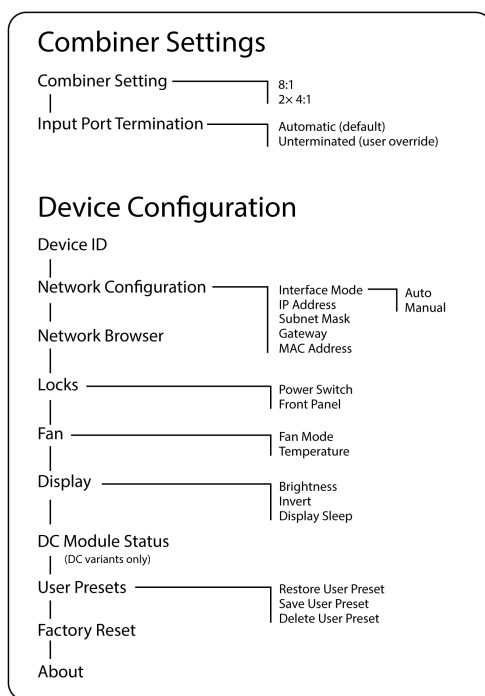 Combiner Settings
Combiner Setting
8:1
2× 4:1
Input Port Termination
Automatic (default)
Unterminated (user override)
Device Configuration
Device ID
Network Configuration
Interface Mode
Auto
Manual
IP Address
Subnet Mask
Gateway
MAC Address
Network Browser
Locks
Power Switch
Front Panel
Fan
Fan Mode
Temperature
Display
Brightness
Invert
Display Sleep
DC Module Status
(DC variants only)
User Presets
Restore User Preset
Save User Preset
Delete User Preset
Factory Reset
About